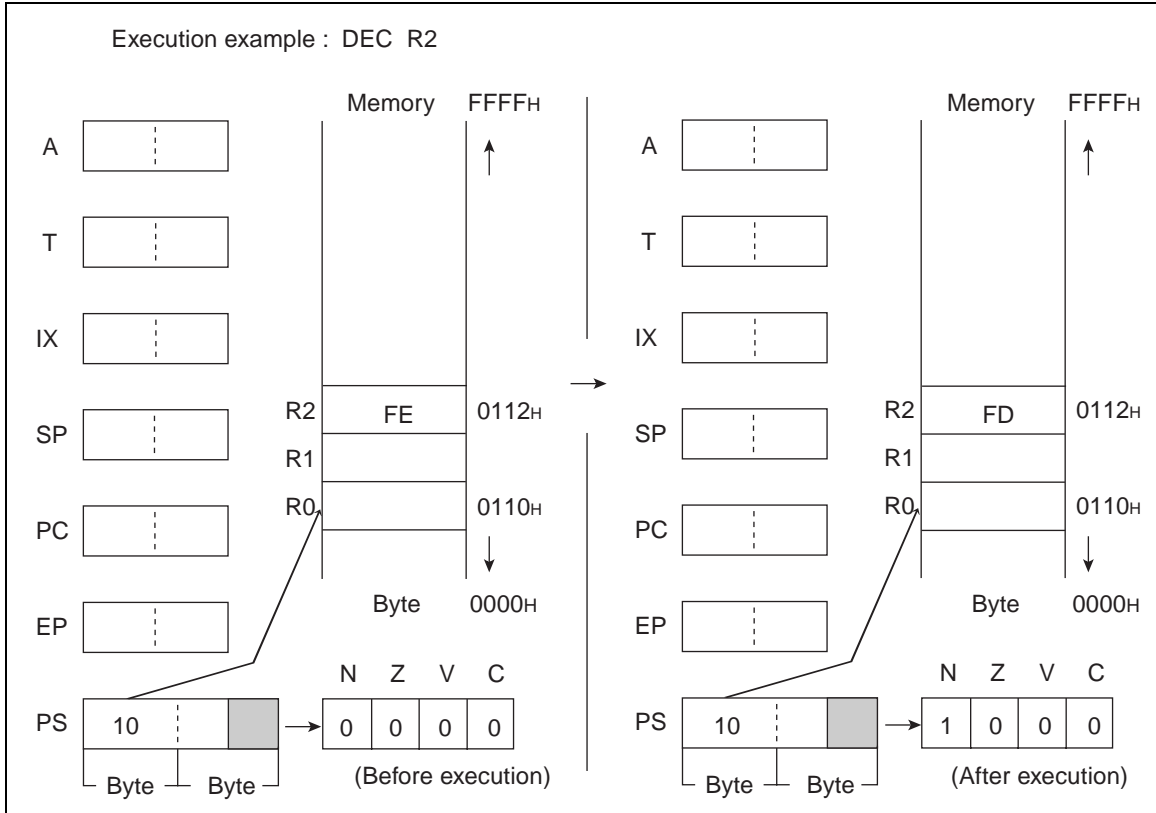 Execution example : DEC R2
Memory FFFFH
A
T
IX
SP
PC
EP
R2 FE 0112H
R1
R0 0110H
Byte 0000H
N Z V C
PS 10 0 0 0 0
Byte Byte (Before execution)
Memory FFFFH
A
T
IX
SP
PC
EP
R2 FD 0112H
R1
R0 0110H
Byte 0000H
N Z V C
PS 10 1 0 0 0
Byte Byte (After execution)